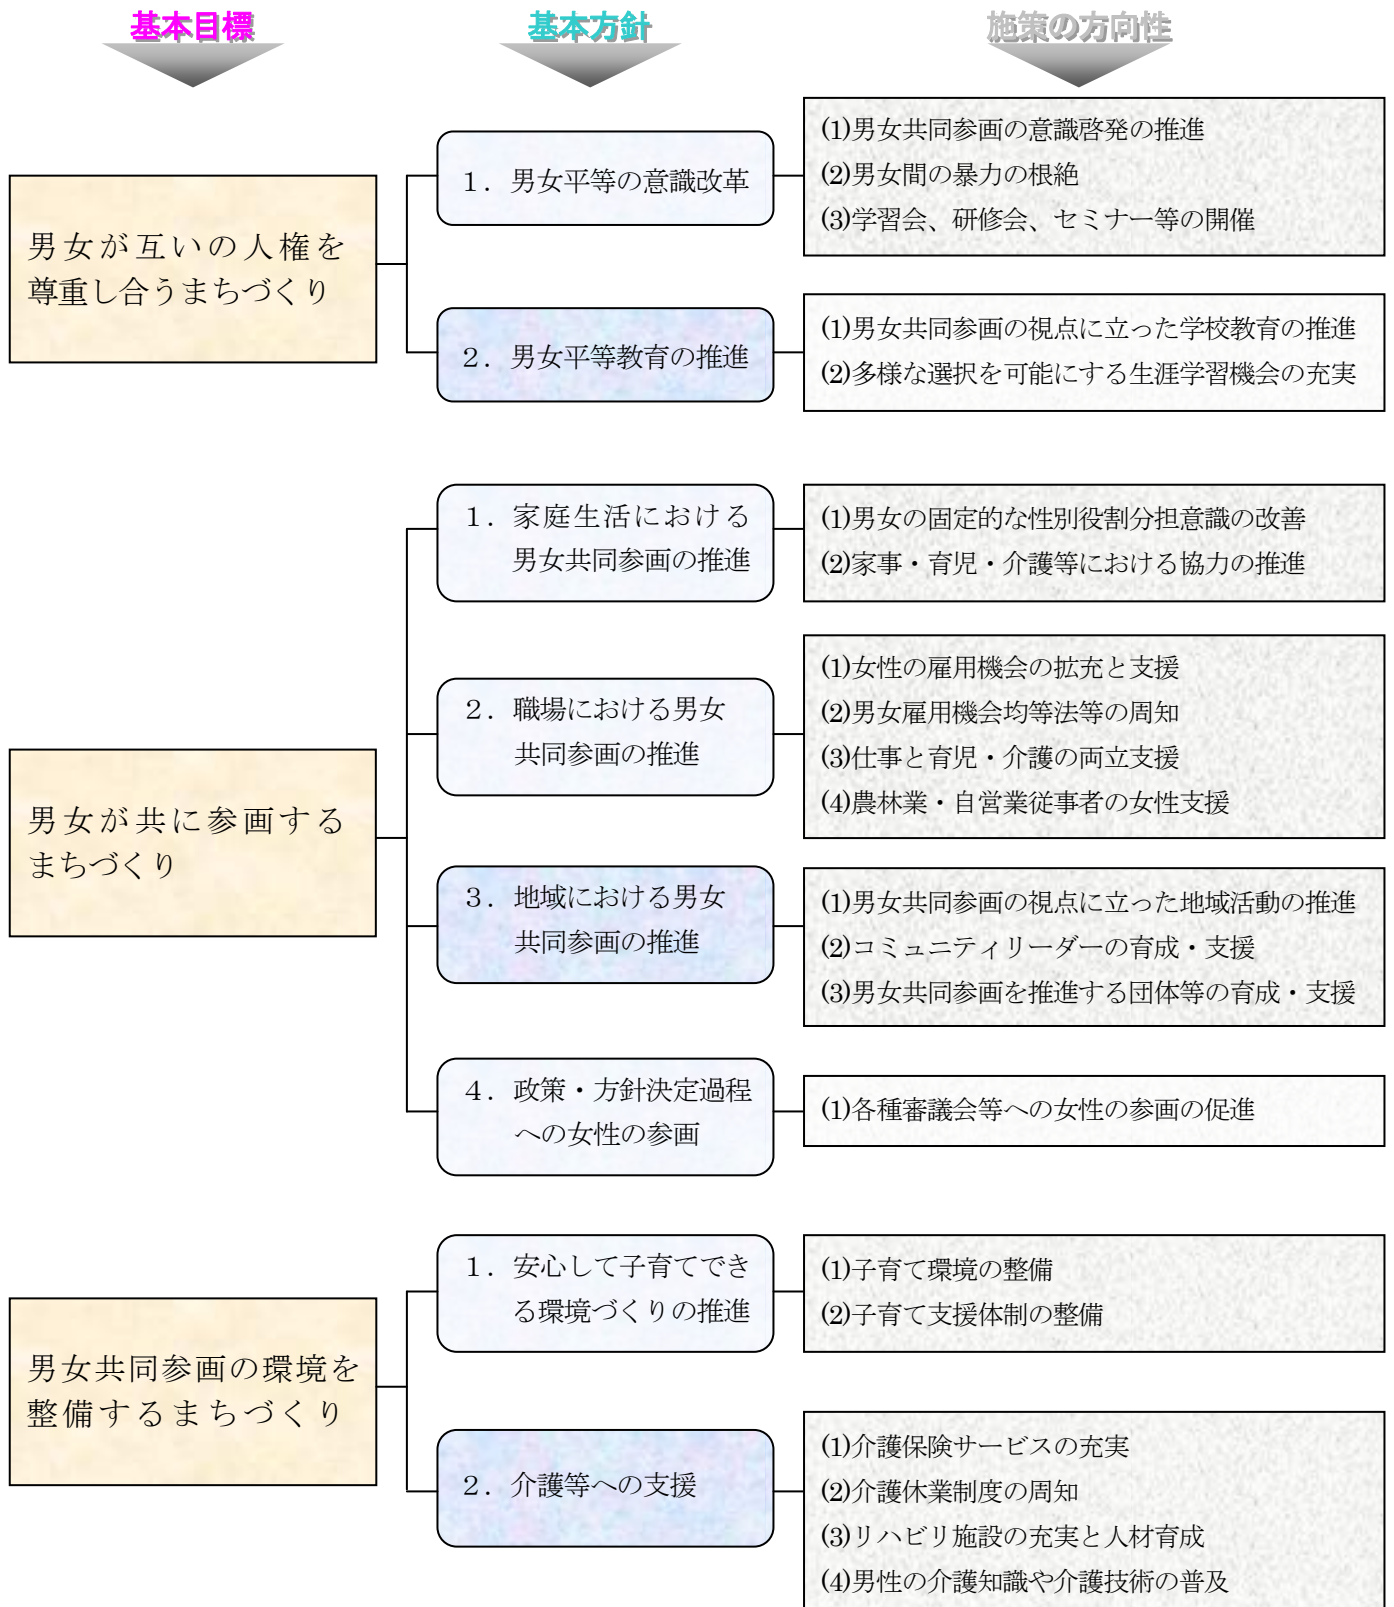 基本目標
基本方針
施策の方向性
男女が互いの人権を
尊重し合うまちづくり
1．男女平等の意識改革
(1)男女共同参画の意識啓発の推進
(2)男女間の暴力の根絶
(3)学習会、研修会、セミナー等の開催
2．男女平等教育の推進
(1)男女共同参画の視点に立った学校教育の推進
(2)多様な選択を可能にする生涯学習機会の充実
男女が共に参画する
まちづくり
1．家庭生活における
男女共同参画の推進
(1)男女の固定的な性別役割分担意識の改善
(2)家事・育児・介護等における協力の推進
2．職場における男女
共同参画の推進
(1)女性の雇用機会の拡充と支援
(2)男女雇用機会均等法等の周知
(3)仕事と育児・介護の両立支援
(4)農林業・自営業従事者の女性支援
3．地域における男女
共同参画の推進
(1)男女共同参画の視点に立った地域活動の推進
(2)コミュニティリーダーの育成・支援
(3)男女共同参画を推進する団体等の育成・支援
4．政策・方針決定過程
への女性の参画
(1)各種審議会等への女性の参画の促進
男女共同参画の環境を
整備するまちづくり
1．安心して子育てでき
る環境づくりの推進
(1)子育て環境の整備
(2)子育て支援体制の整備
2．介護等への支援
(1)介護保険サービスの充実
(2)介護休業制度の周知
(3)リハビリ施設の充実と人材育成
(4)男性の介護知識や介護技術の普及